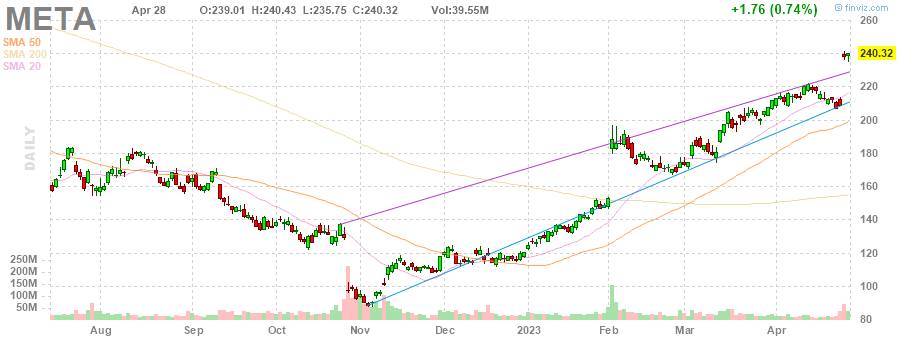 META Apr 28 O:239.01 H:240.43 L:235.75 C:240.32 Vol:39.55M +1.76 (0.74%) @ finviz.com
SMA 50
SMA 200
SMA 20
DAILY
260
240.32
220
200
180
160
140
120
100
80
250M
200M
150M
100M
50M
Aug Sep Oct Nov Dec 2023 Feb Mar Apr